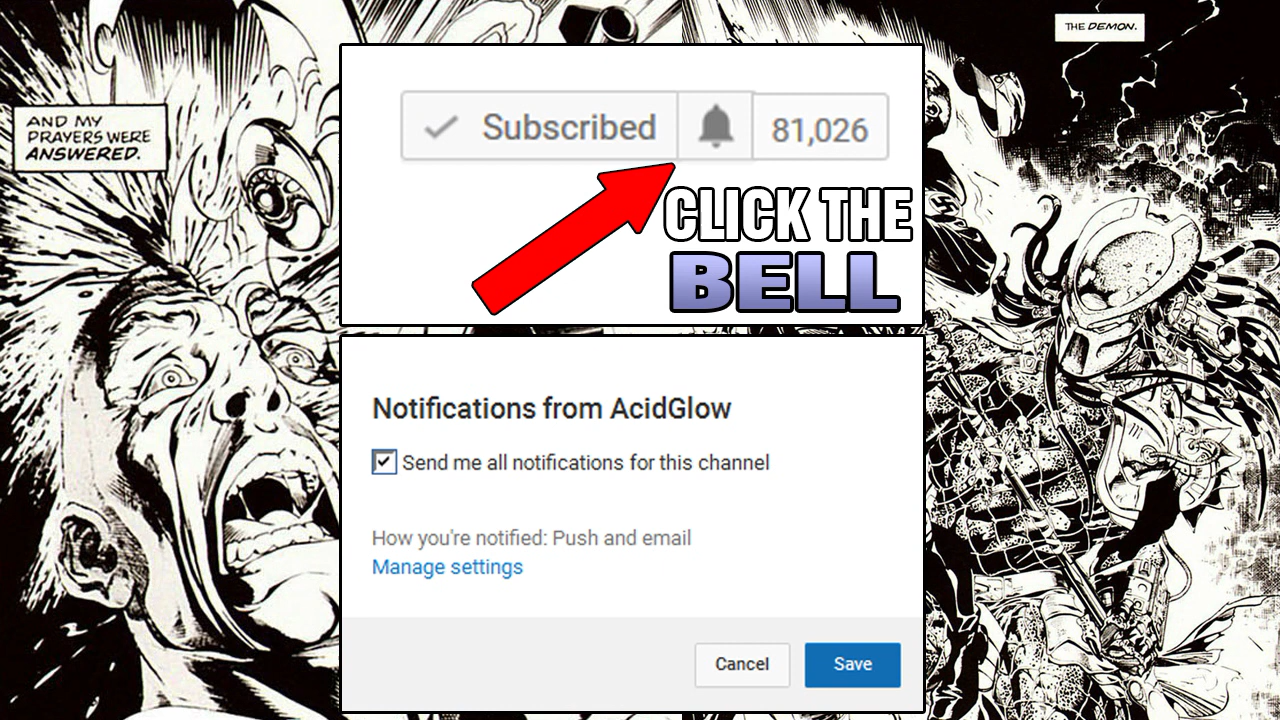 THE DEMON.
AND MY
PRAYERS WERE
ANSWERED.
Subscribed
81,026
CLICK THE
BELL
Notifications from AcidGlow
Send me all notifications for this channel
How you're notified: Push and email
Manage settings
Cancel
Save